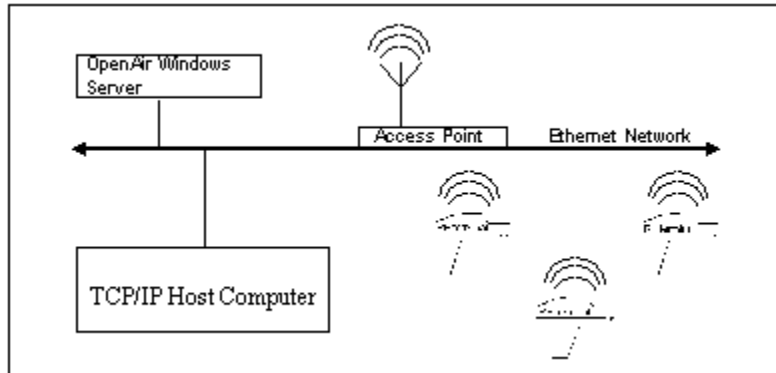 OpenAir Windows
Server
Access Point
Ethernet Network
TCP/IP Host Computer